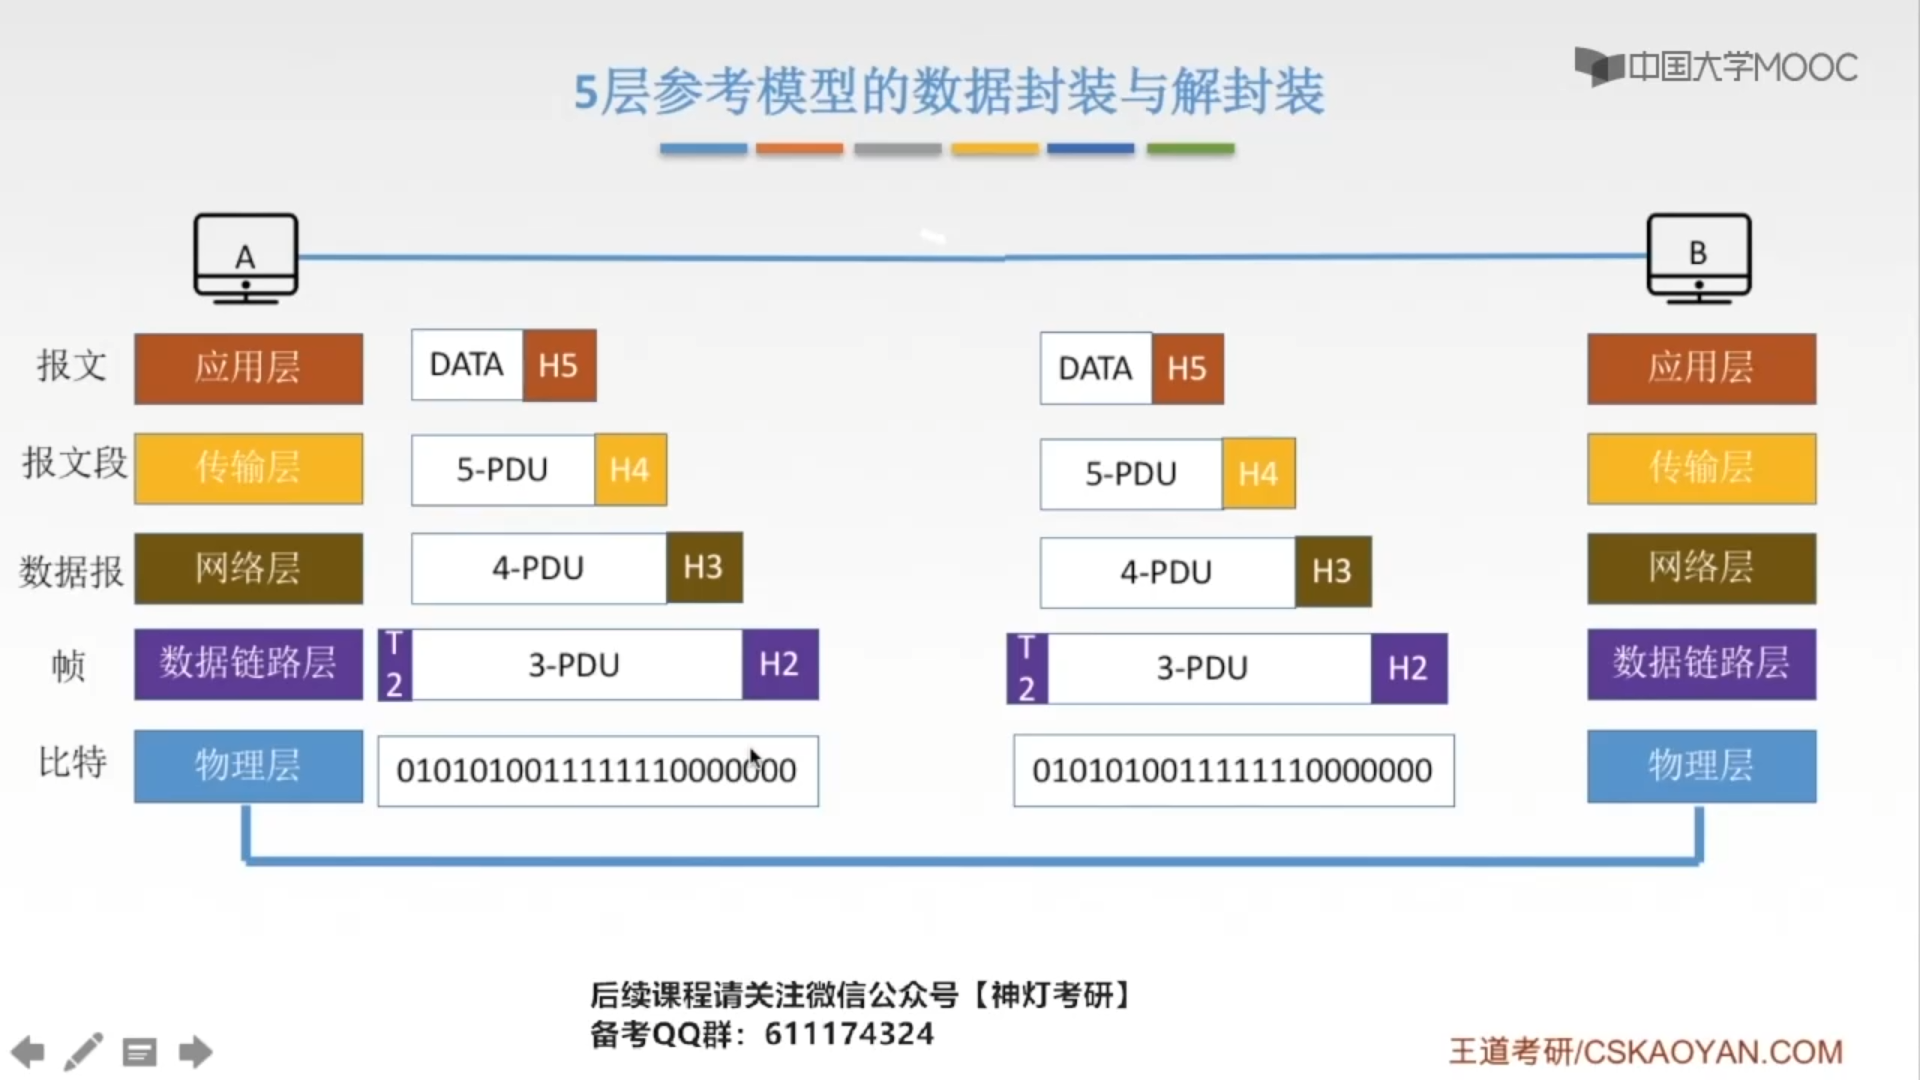 中国大学MOOC
5层参考模型的数据封装与解封装
A
B
报文 应用层 DATA H5 DATA H5 应用层
报文段 传输层 5-PDU H4 5-PDU H4 传输层
数据报 网络层 4-PDU H3 4-PDU H3 网络层
帧 数据链路层 T2 3-PDU H2 T2 3-PDU H2 数据链路层
比特 物理层 0101010011111110000000 0101010011111110000000 物理层
后续课程请关注微信公众号【神灯考研】
备考QQ群：611174324
王道考研/CSKAOYAN.COM